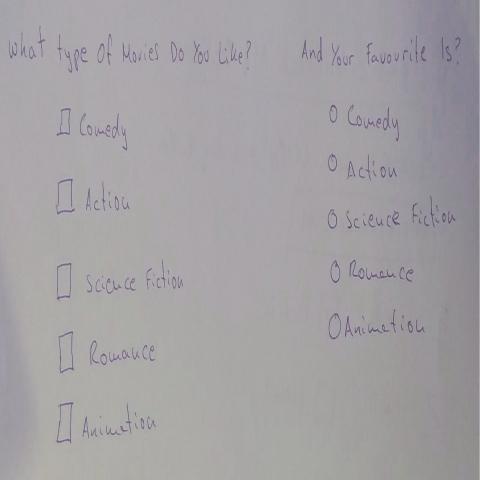 What type Of Movies Do You Like?
Comedy
Action
Science Fiction
Romance
Animation
And Your Favourite Is?
Comedy
Action
Science Fiction
Romance
Animation